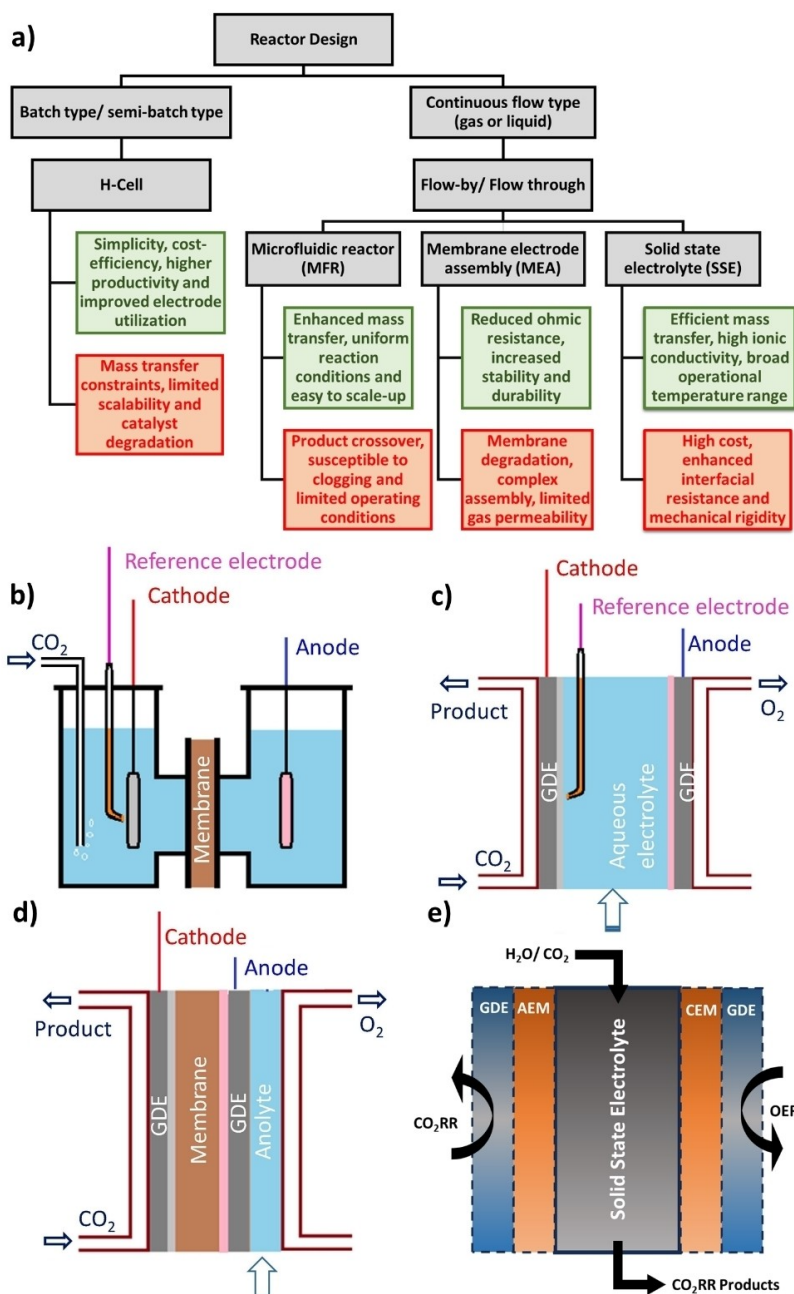 a)
Reactor Design
Batch type/ semi-batch type
Continuous flow type
(gas or liquid)
H-Cell
Flow-by/ Flow through
Simplicity, cost-
efficiency, higher
productivity and
improved electrode
utilization
Mass transfer
constraints, limited
scalability and
catalyst degradation
Microfluidic reactor
(MFR)
Membrane electrode
assembly (MEA)
Solid state
electrolyte (SSE)
Enhanced mass
transfer, uniform
reaction
conditions and
easy to scale-up
Reduced ohmic
resistance,
increased
stability and
durability
Efficient mass
transfer, high ionic
conductivity, broad
operational
temperature range
Product crossover,
susceptible to
clogging and
limited operating
conditions
Membrane
degradation,
complex
assembly, limited
gas permeability
High cost,
enhanced
interfacial
resistance and
mechanical rigidity
b)
Reference electrode
Cathode
CO₂
Anode
Membrane
c)
Cathode
Reference electrode
Anode
Product
O₂
GDE
Aqueous
electrolyte
GDE
CO₂
d)
Cathode
Anode
Product
O₂
GDE
Membrane
GDE
Anolyte
CO₂
e)
H₂O/ CO₂
GDE
AEM
Solid State Electrolyte
CEM
GDE
CO₂RR
OER
CO₂RR Products